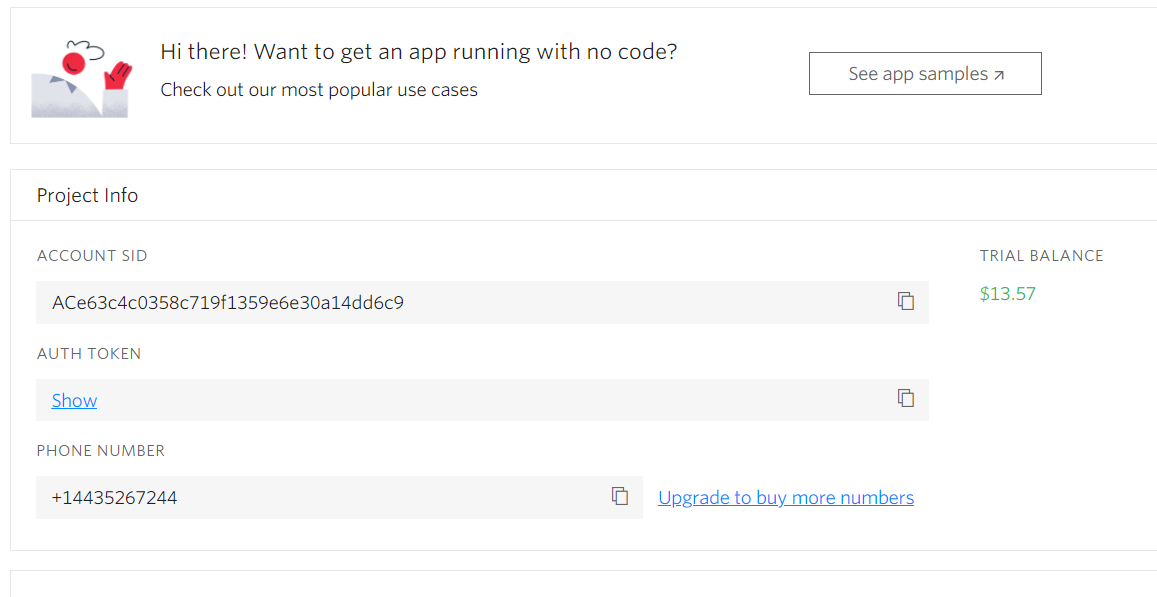 Hi there! Want to get an app running with no code?
Check out our most popular use cases
See app samples ↗
Project Info
ACCOUNT SID
ACe63c4c0358c719f1359e6e30a14dd6c9
TRIAL BALANCE
$13.57
AUTH TOKEN
Show
PHONE NUMBER
+14435267244
Upgrade to buy more numbers